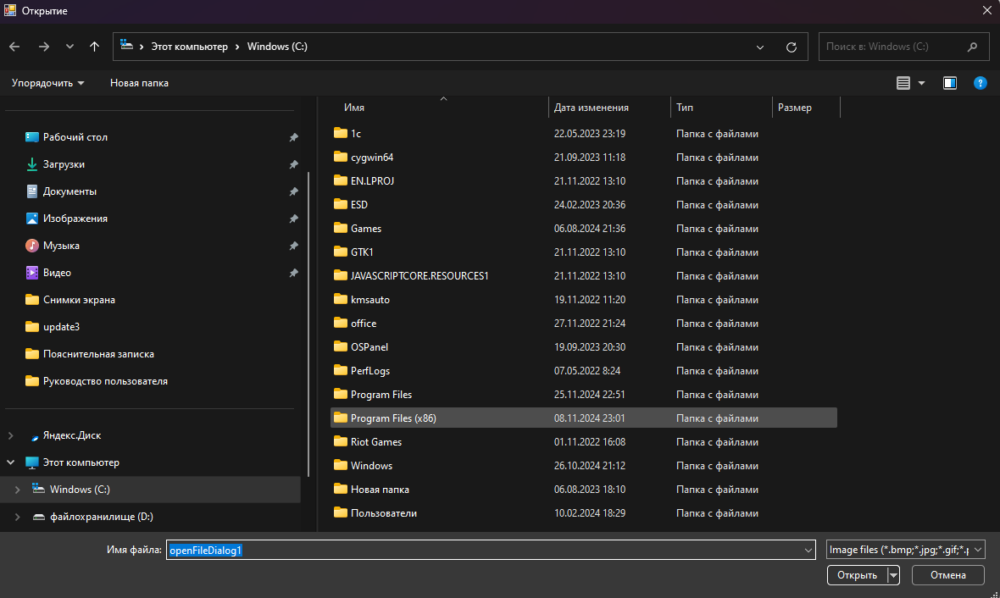 Открытие
Этот компьютер > Windows (C:)
Поиск в: Windows (C:)
Упорядочить Новая папка
?
Имя Дата изменения Тип Размер
Рабочий стол
Загрузки
Документы
Изображения
Музыка
Видео
Снимки экрана
update3
Пояснительная записка
Руководство пользователя
Яндекс.Диск
Этот компьютер
Windows (C:)
файлохранилище (D:)
1c 22.05.2023 23:19 Папка с файлами
cygwin64 21.09.2023 11:18 Папка с файлами
EN.LPROJ 21.11.2022 13:10 Папка с файлами
ESD 24.02.2023 20:36 Папка с файлами
Games 06.08.2024 21:36 Папка с файлами
GTK1 21.11.2022 13:10 Папка с файлами
JAVASCRIPTCORE.RESOURCES1 21.11.2022 13:10 Папка с файлами
kmsauto 19.11.2022 11:20 Папка с файлами
office 27.11.2022 21:24 Папка с файлами
OSPanel 19.09.2023 20:30 Папка с файлами
PerfLogs 07.05.2022 8:24 Папка с файлами
Program Files 25.11.2024 22:51 Папка с файлами
Program Files (x86) 08.11.2024 23:01 Папка с файлами
Riot Games 01.11.2022 16:08 Папка с файлами
Windows 26.10.2024 21:12 Папка с файлами
Новая папка 06.08.2023 18:10 Папка с файлами
Пользователи 10.02.2024 18:29 Папка с файлами
Имя файла: openFileDialog1 Image files (*.bmp;*.jpg;*.gif;*.p
Открыть Отмена